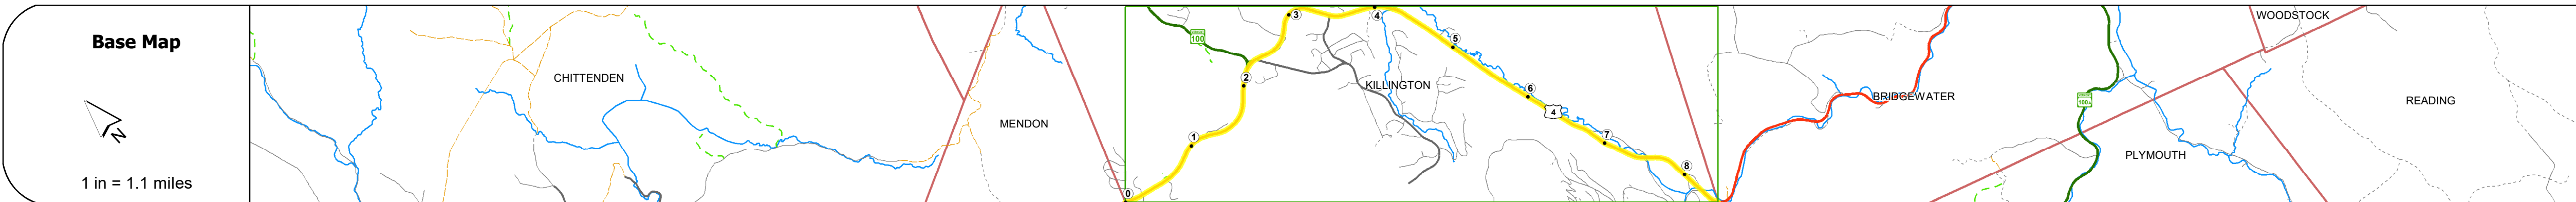 Base Map
N
1 in = 1.1 miles
CHITTENDEN
MENDON
100
0
1
2
3
4
5
6
4
7
8
KILLINGTON
BRIDGEWATER
WOODSTOCK
100A
PLYMOUTH
READING